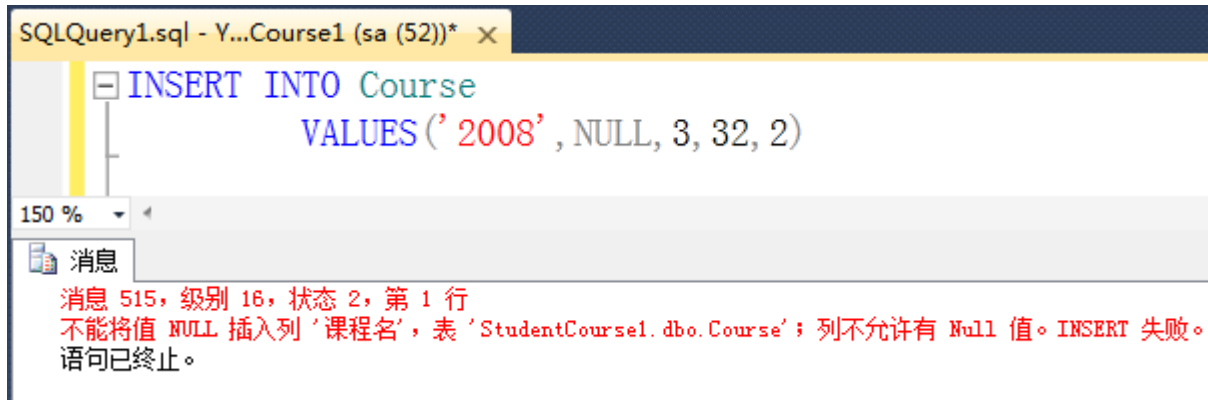 SQLQuery1.sql - Y...Course1 (sa (52))*
INSERT INTO Course
VALUES('2008',NULL,3,32,2)
150 %
消息
消息 515，级别 16，状态 2，第 1 行
不能将值 NULL 插入列 '课程名'，表 'StudentCourse1.dbo.Course'；列不允许有 Null 值。INSERT 失败。
语句已终止。